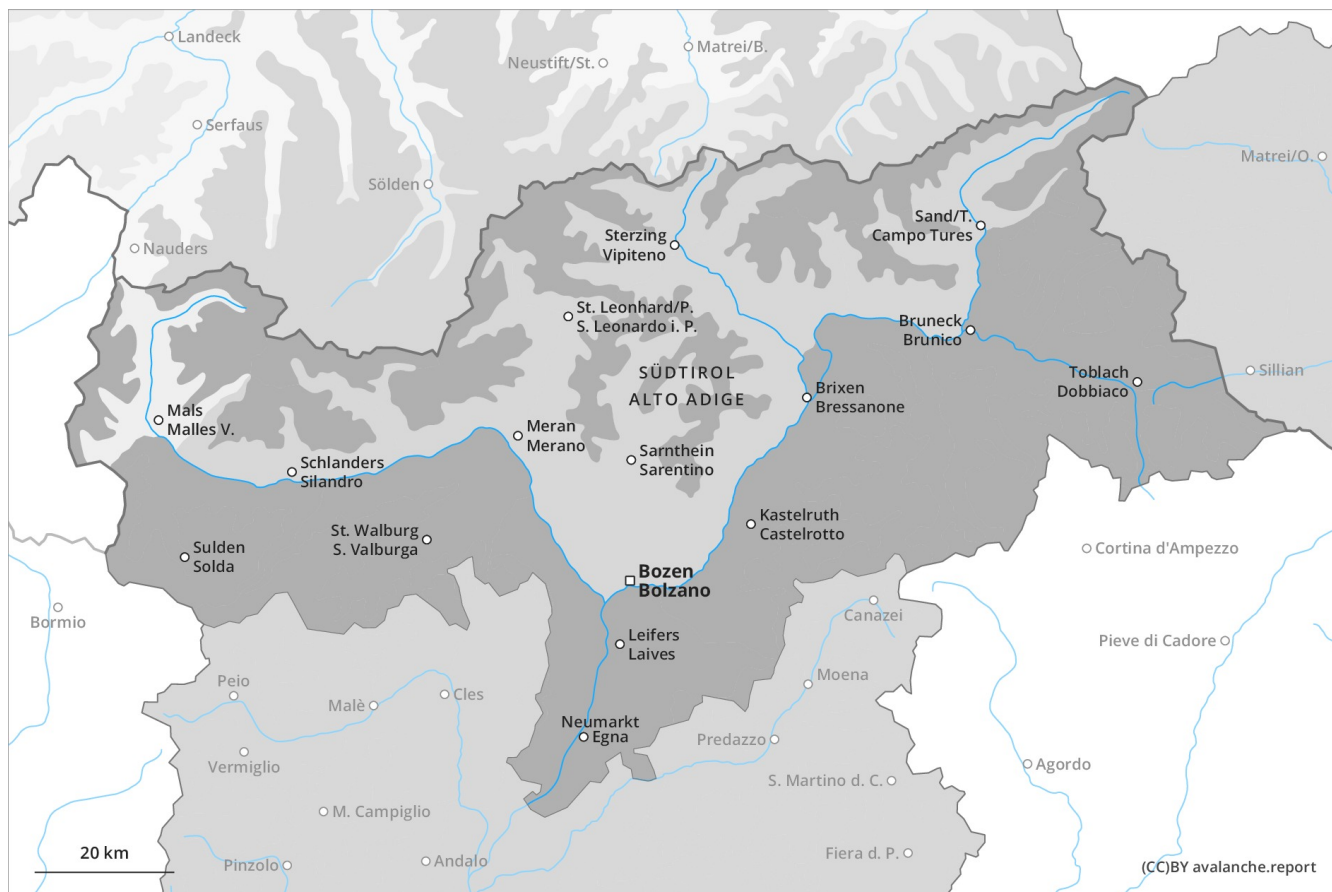 Landeck
Matrei/B.
Neustift/St.
Serfaus
Matrei/O.
Sölden
Sand/T.
Campo Tures
Sterzing
Vipiteno
Nauders
St. Leonhard/P.
S. Leonardo i. P.
Bruneck
Brunico
SÜDTIROL
ALTO ADIGE
Toblach
Dobbiaco
Sillian
Brixen
Bressanone
Mals
Malles V.
Meran
Merano
Schlanders
Silandro
Sarnthein
Sarentino
Kastelruth
Castelrotto
St. Walburg
S. Valburga
Sulden
Solda
Cortina d'Ampezzo
Bozen
Bolzano
Bormio
Canazei
Leifers
Laives
Pieve di Cadore
Peio
Moena
Malè
Cles
Neumarkt
Egna
Predazzo
Vermiglio
Agordo
S. Martino d. C.
M. Campiglio
20 km
Pinzolo
Andalo
Fiera d. P.
(CC)BY avalanche.report